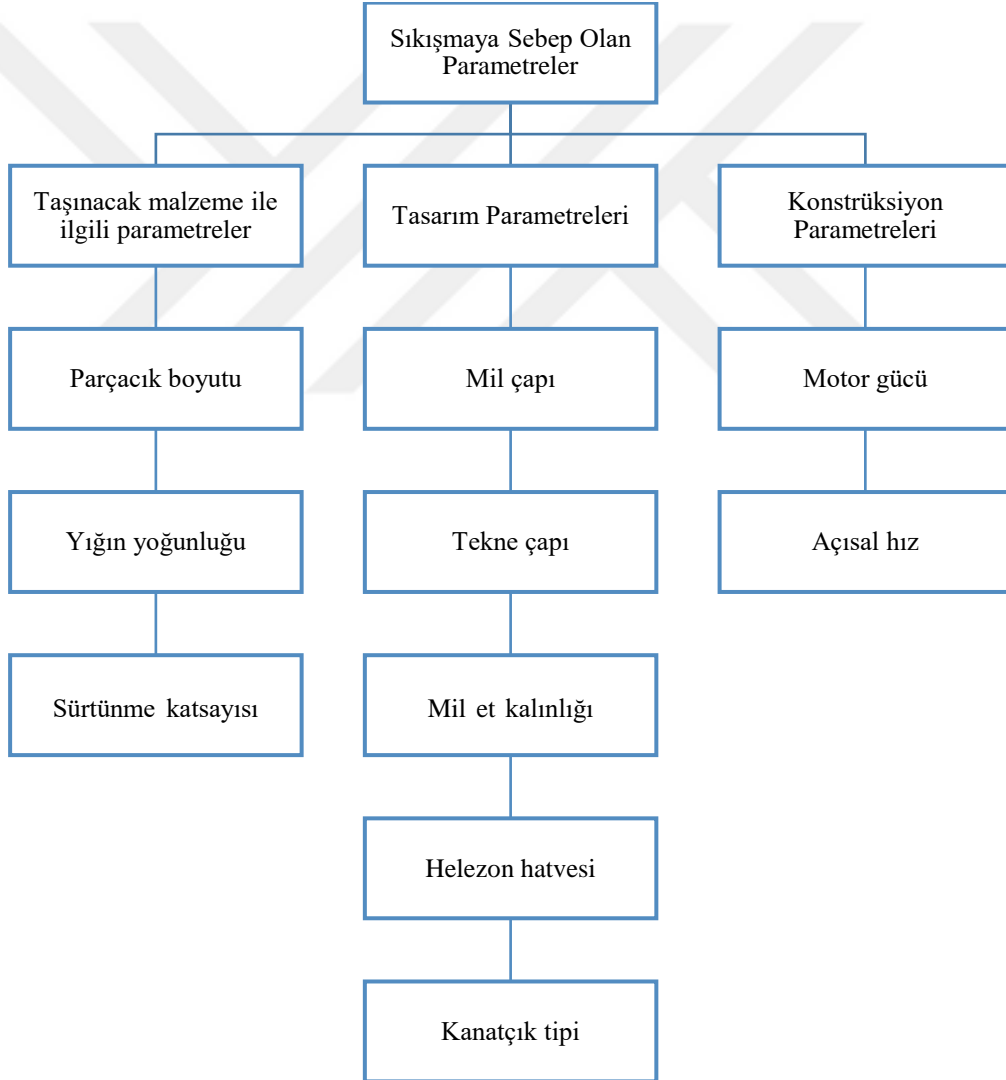 Sıkışmaya Sebep Olan
Parametreler
Taşınacak malzeme ile
ilgili parametreler
Tasarım Parametreleri
Konstrüksiyon
Parametreleri
Parçacık boyutu
Mil çapı
Motor gücü
Yığın yoğunluğu
Tekne çapı
Açısal hız
Sürtünme katsayısı
Mil et kalınlığı
Helezon hatvesi
Kanatçık tipi